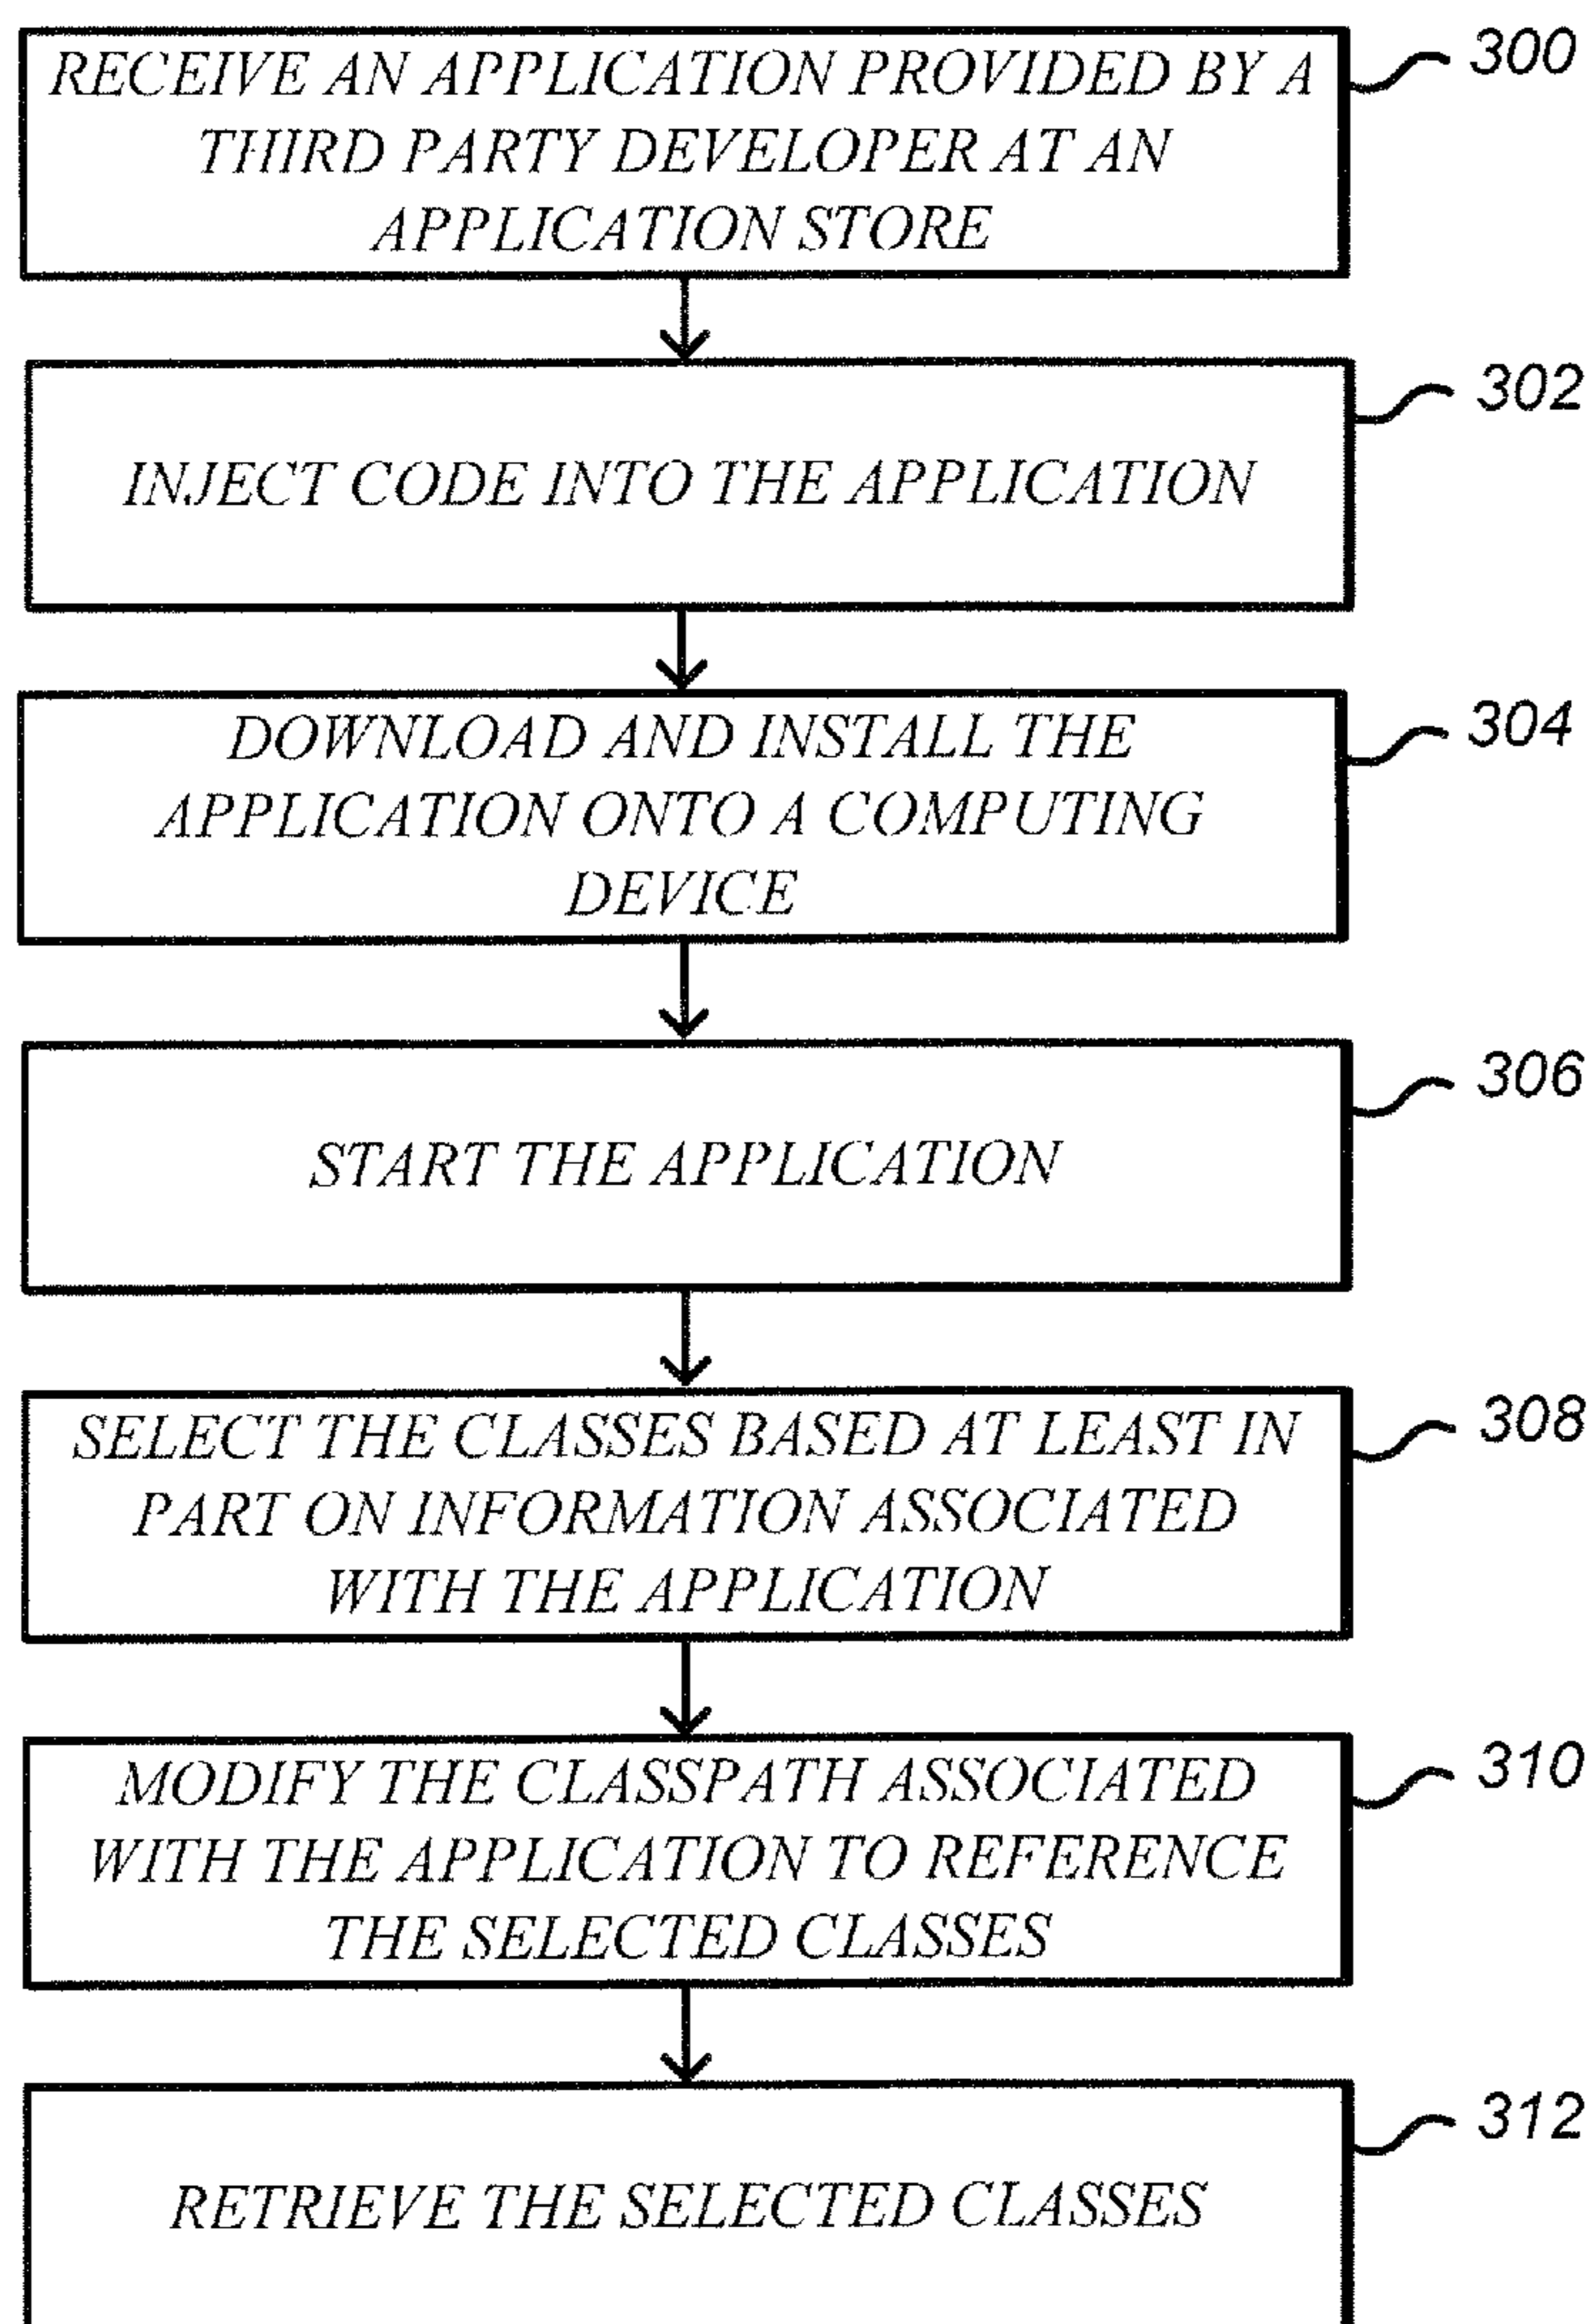 RECEIVE AN APPLICATION PROVIDED BY A
THIRD PARTY DEVELOPER AT AN
APPLICATION STORE
300
INJECT CODE INTO THE APPLICATION
302
DOWNLOAD AND INSTALL THE
APPLICATION ONTO A COMPUTING
DEVICE
304
START THE APPLICATION
306
SELECT THE CLASSES BASED AT LEAST IN
PART ON INFORMATION ASSOCIATED
WITH THE APPLICATION
308
MODIFY THE CLASSPATH ASSOCIATED
WITH THE APPLICATION TO REFERENCE
THE SELECTED CLASSES
310
RETRIEVE THE SELECTED CLASSES
312